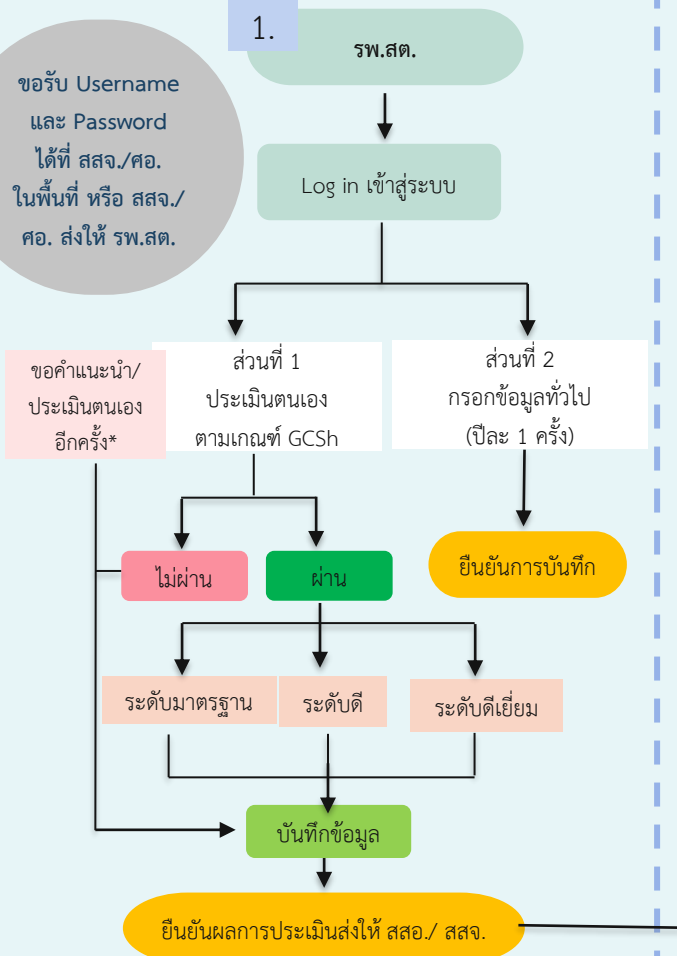 1.
รพ.สต.
ขอรับ Username
และ Password
ได้ที่ สสจ./ศอ.
ในพื้นที่ หรือ สสจ./
ศอ. ส่งให้ รพ.สต.
Log in เข้าสู่ระบบ
ขอคำแนะนำ/
ประเมินตนเอง
อีกครั้ง*
ส่วนที่ 1
ประเมินตนเอง
ตามเกณฑ์ GCSh
ส่วนที่ 2
กรอกข้อมูลทั่วไป
(ปีละ 1 ครั้ง)
ไม่ผ่าน
ผ่าน
ยืนยันการบันทึก
ระดับมาตรฐาน
ระดับดี
ระดับดีเยี่ยม
บันทึกข้อมูล
ยืนยันผลการประเมินส่งให้ สสอ./ สสจ.